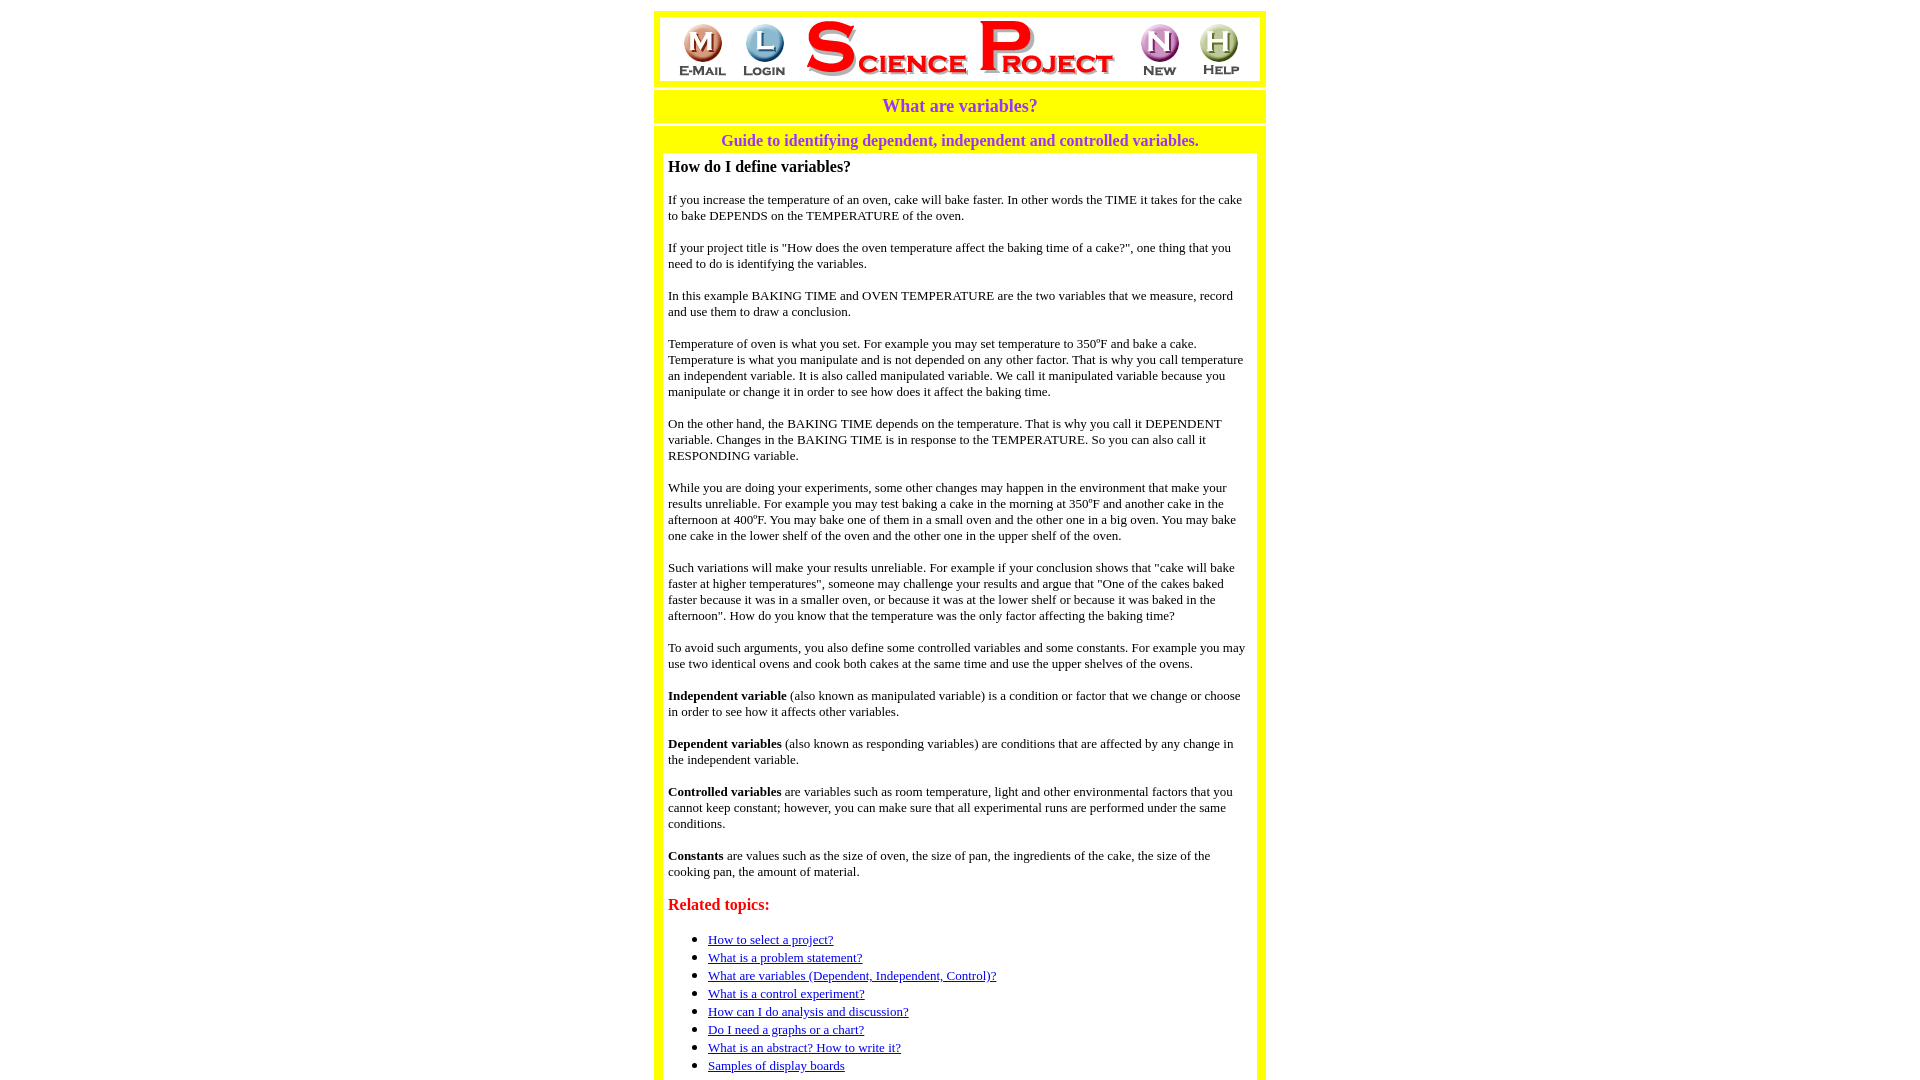 M L SCIENCE PROJECT N H
E-MAIL LOGIN NEW HELP
What are variables?
Guide to identifying dependent, independent and controlled variables.
How do I define variables?
If you increase the temperature of an oven, cake will bake faster. In other words the TIME it takes for the cake
to bake DEPENDS on the TEMPERATURE of the oven.
If your project title is "How does the oven temperature affect the baking time of a cake?", one thing that you
need to do is identifying the variables.
In this example BAKING TIME and OVEN TEMPERATURE are the two variables that we measure, record
and use them to draw a conclusion.
Temperature of oven is what you set. For example you may set temperature to 350ºF and bake a cake.
Temperature is what you manipulate and is not depended on any other factor. That is why you call temperature
an independent variable. It is also called manipulated variable. We call it manipulated variable because you
manipulate or change it in order to see how does it affect the baking time.
On the other hand, the BAKING TIME depends on the temperature. That is why you call it DEPENDENT
variable. Changes in the BAKING TIME is in response to the TEMPERATURE. So you can also call it
RESPONDING variable.
While you are doing your experiments, some other changes may happen in the environment that make your
results unreliable. For example you may test baking a cake in the morning at 350ºF and another cake in the
afternoon at 400ºF. You may bake one of them in a small oven and the other one in a big oven. You may bake
one cake in the lower shelf of the oven and the other one in the upper shelf of the oven.
Such variations will make your results unreliable. For example if your conclusion shows that "cake will bake
faster at higher temperatures", someone may challenge your results and argue that "One of the cakes baked
faster because it was in a smaller oven, or because it was at the lower shelf or because it was baked in the
afternoon". How do you know that the temperature was the only factor affecting the baking time?
To avoid such arguments, you also define some controlled variables and some constants. For example you may
use two identical ovens and cook both cakes at the same time and use the upper shelves of the ovens.
Independent variable (also known as manipulated variable) is a condition or factor that we change or choose
in order to see how it affects other variables.
Dependent variables (also known as responding variables) are conditions that are affected by any change in
the independent variable.
Controlled variables are variables such as room temperature, light and other environmental factors that you
cannot keep constant; however, you can make sure that all experimental runs are performed under the same
conditions.
Constants are values such as the size of oven, the size of pan, the ingredients of the cake, the size of the
cooking pan, the amount of material.
Related topics:
How to select a project?
What is a problem statement?
What are variables (Dependent, Independent, Control)?
What is a control experiment?
How can I do analysis and discussion?
Do I need a graphs or a chart?
What is an abstract? How to write it?
Samples of display boards